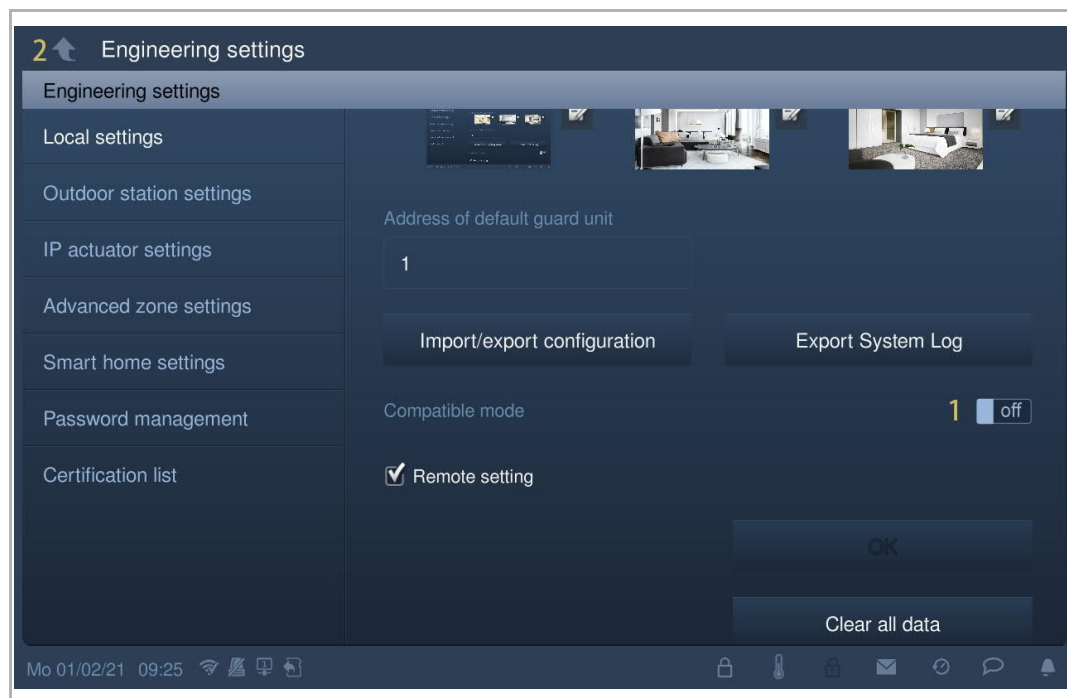 2 Engineering settings
Engineering settings
Local settings
Outdoor station settings
IP actuator settings
Advanced zone settings
Smart home settings
Password management
Certification list
Address of default guard unit
1
Import/export configuration
Export System Log
Compatible mode
1 off
Remote setting
OK
Clear all data
Mo 01/02/21 09:25